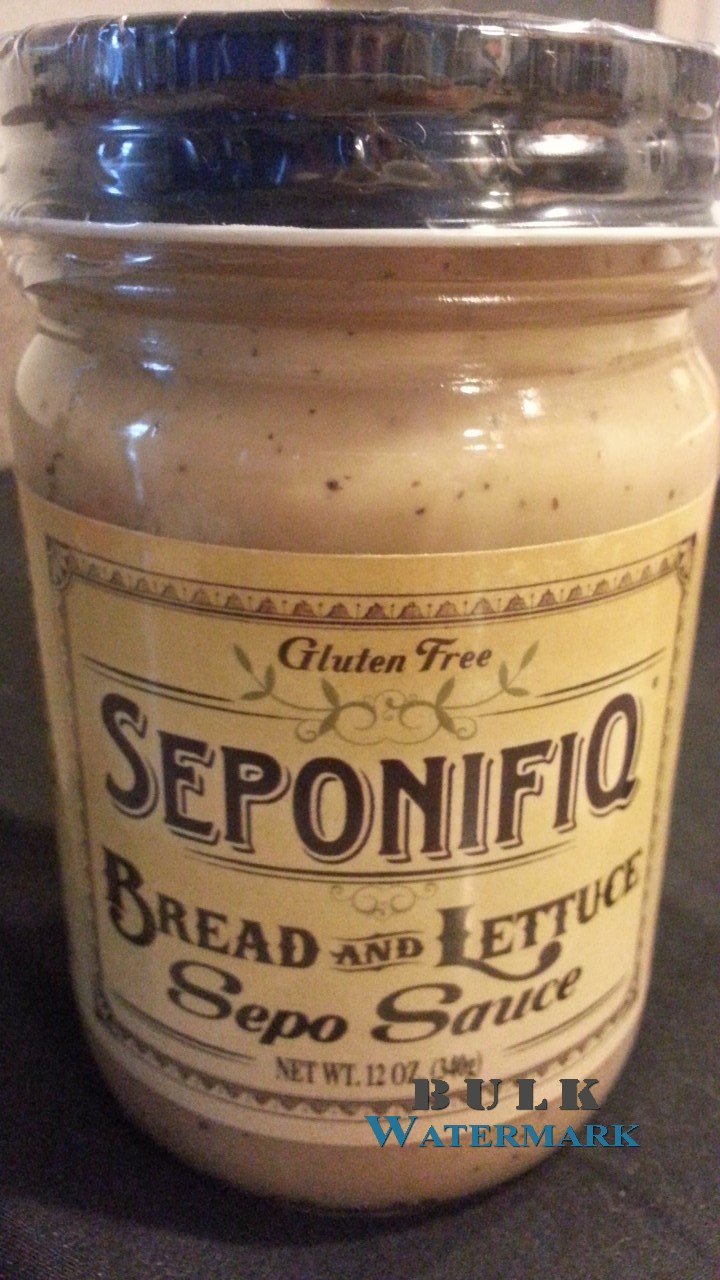 Gluten Free
SEPONIFIQ
BREAD AND LETTUCE
Sepo Sauce
NET WT. 12 OZ. (340g)
BULK
WATERMARK